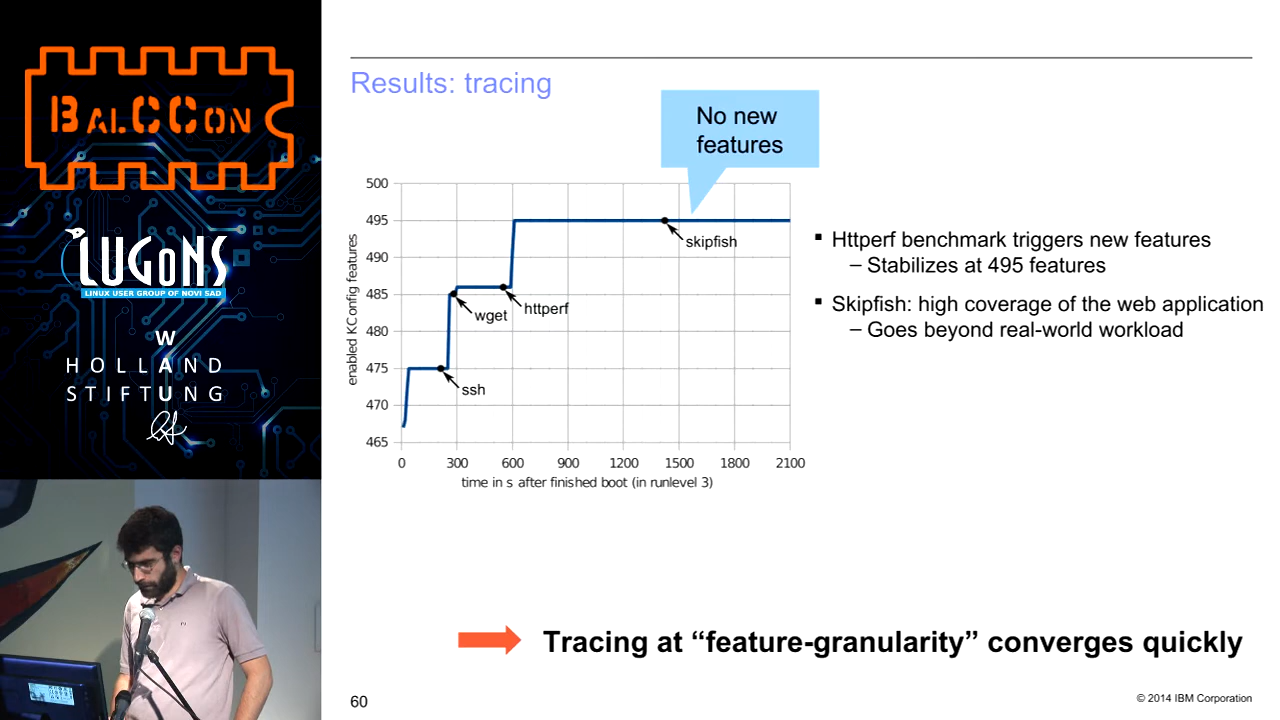 BALCCON
LUGONS
LINUX USER GROUP OF NOVI SAD
W
HOLLAND
STIFTUNG
Results: tracing
No new
features
500
495
490
485
480
475
470
465
enabled KConfig features
skipfish
httperf
wget
ssh
0 300 600 900 1200 1500 1800 2100
time in s after finished boot (in runlevel 3)
▪ Httperf benchmark triggers new features
– Stabilizes at 495 features
▪ Skipfish: high coverage of the web application
– Goes beyond real-world workload
Tracing at “feature-granularity” converges quickly
60
© 2014 IBM Corporation